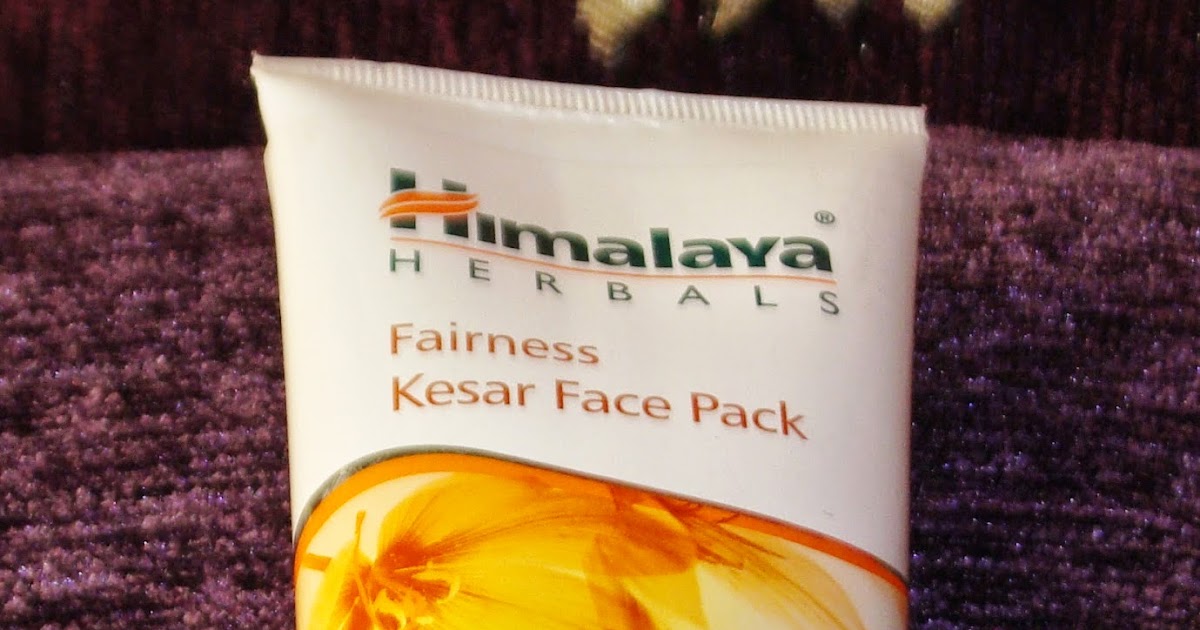 Himalaya®
HERBALS
Fairness
Kesar Face Pack